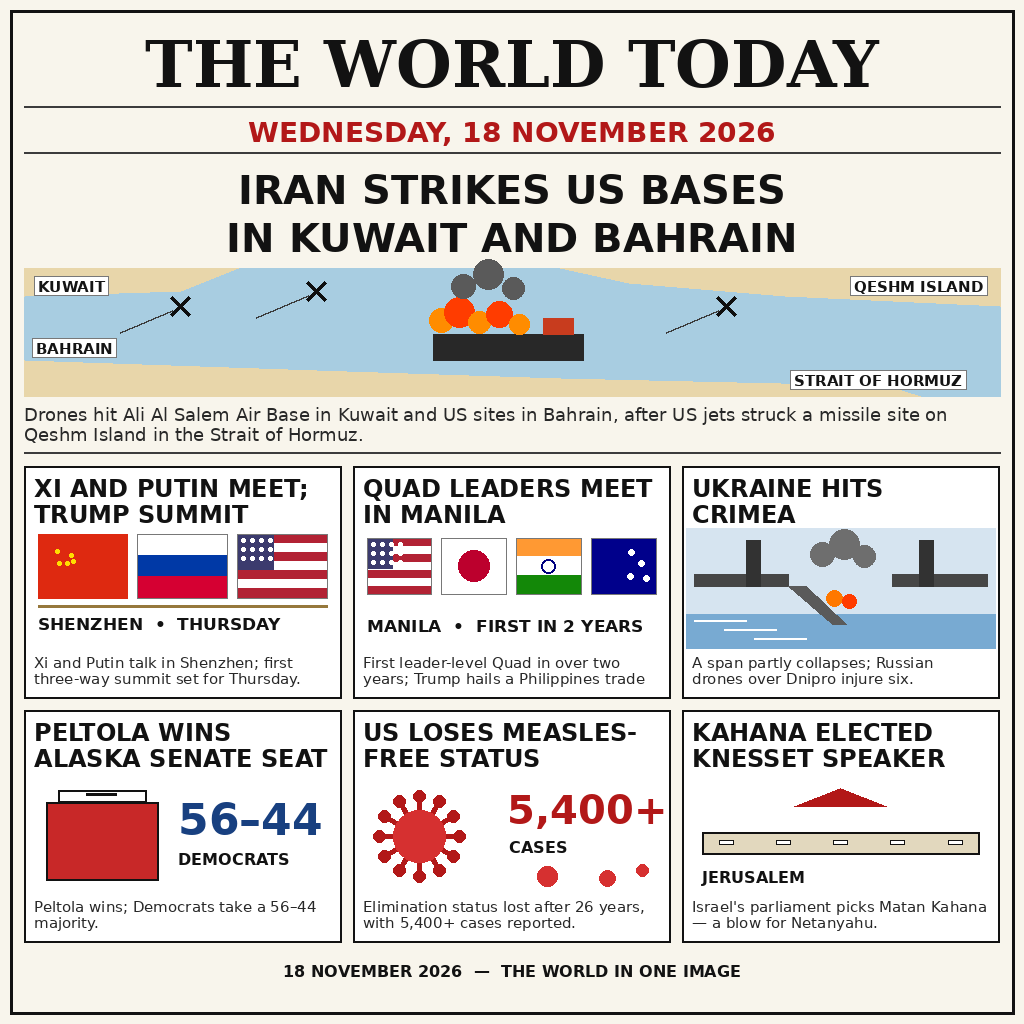 THE WORLD TODAY
WEDNESDAY, 18 NOVEMBER 2026
IRAN STRIKES US BASES
IN KUWAIT AND BAHRAIN
KUWAIT
QESHM ISLAND
BAHRAIN
STRAIT OF HORMUZ
Drones hit Ali Al Salem Air Base in Kuwait and US sites in Bahrain, after US jets struck a missile site on
Qeshm Island in the Strait of Hormuz.
XI AND PUTIN MEET;
TRUMP SUMMIT
SHENZHEN • THURSDAY
Xi and Putin talk in Shenzhen; first
three-way summit set for Thursday.
QUAD LEADERS MEET
IN MANILA
MANILA • FIRST IN 2 YEARS
First leader-level Quad in over two
years; Trump hails a Philippines trade
UKRAINE HITS
CRIMEA
A span partly collapses; Russian
drones over Dnipro injure six.
PELTOLA WINS
ALASKA SENATE SEAT
56–44
DEMOCRATS
Peltola wins; Democrats take a 56–44
majority.
US LOSES MEASLES-
FREE STATUS
5,400+
CASES
Elimination status lost after 26 years,
with 5,400+ cases reported.
KAHANA ELECTED
KNESSET SPEAKER
JERUSALEM
Israel's parliament picks Matan Kahana
— a blow for Netanyahu.
18 NOVEMBER 2026 — THE WORLD IN ONE IMAGE